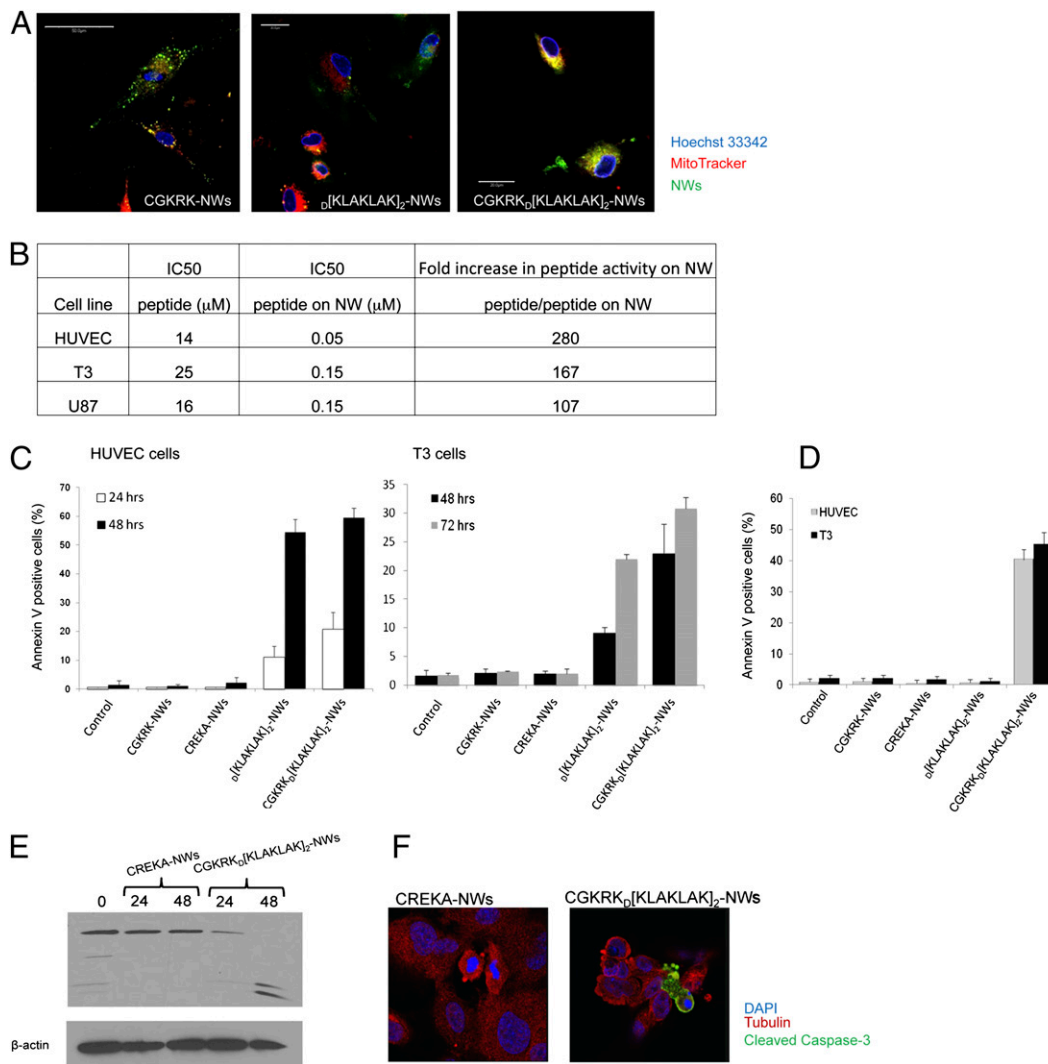 A
50.0µm
CGKRK-NWs
D[KLAKLAK]2-NWs
CGKRKD[KLAKLAK]2-NWs
Hoechst 33342
MitoTracker
NWs
B
IC50 IC50 Fold increase in peptide activity on NW
Cell line peptide (µM) peptide on NW (µM) peptide/peptide on NW
HUVEC 14 0.05 280
T3 25 0.15 167
U87 16 0.15 107
C
HUVEC cells
Annexin V positive cells (%)
70
60
50
40
30
20
10
0
24 hrs
48 hrs
Control
CGKRK-NWs
CREKA-NWs
D[KLAKLAK]2-NWs
CGKRKD[KLAKLAK]2-NWs
T3 cells
35
30
25
20
15
10
5
0
48 hrs
72 hrs
Control
CGKRK-NWs
CREKA-NWs
D[KLAKLAK]2-NWs
CGKRKD[KLAKLAK]2-NWs
D
Annexin V positive cells (%)
60
50
40
30
20
10
0
HUVEC
T3
Control
CGKRK-NWs
CREKA-NWs
D[KLAKLAK]2-NWs
CGKRKD[KLAKLAK]2-NWs
E
CREKA-NWs
CGKRKD[KLAKLAK]2-NWs
0 24 48 24 48
β-actin
F
CREKA-NWs
CGKRKD[KLAKLAK]2-NWs
DAPI
Tubulin
Cleaved Caspase-3